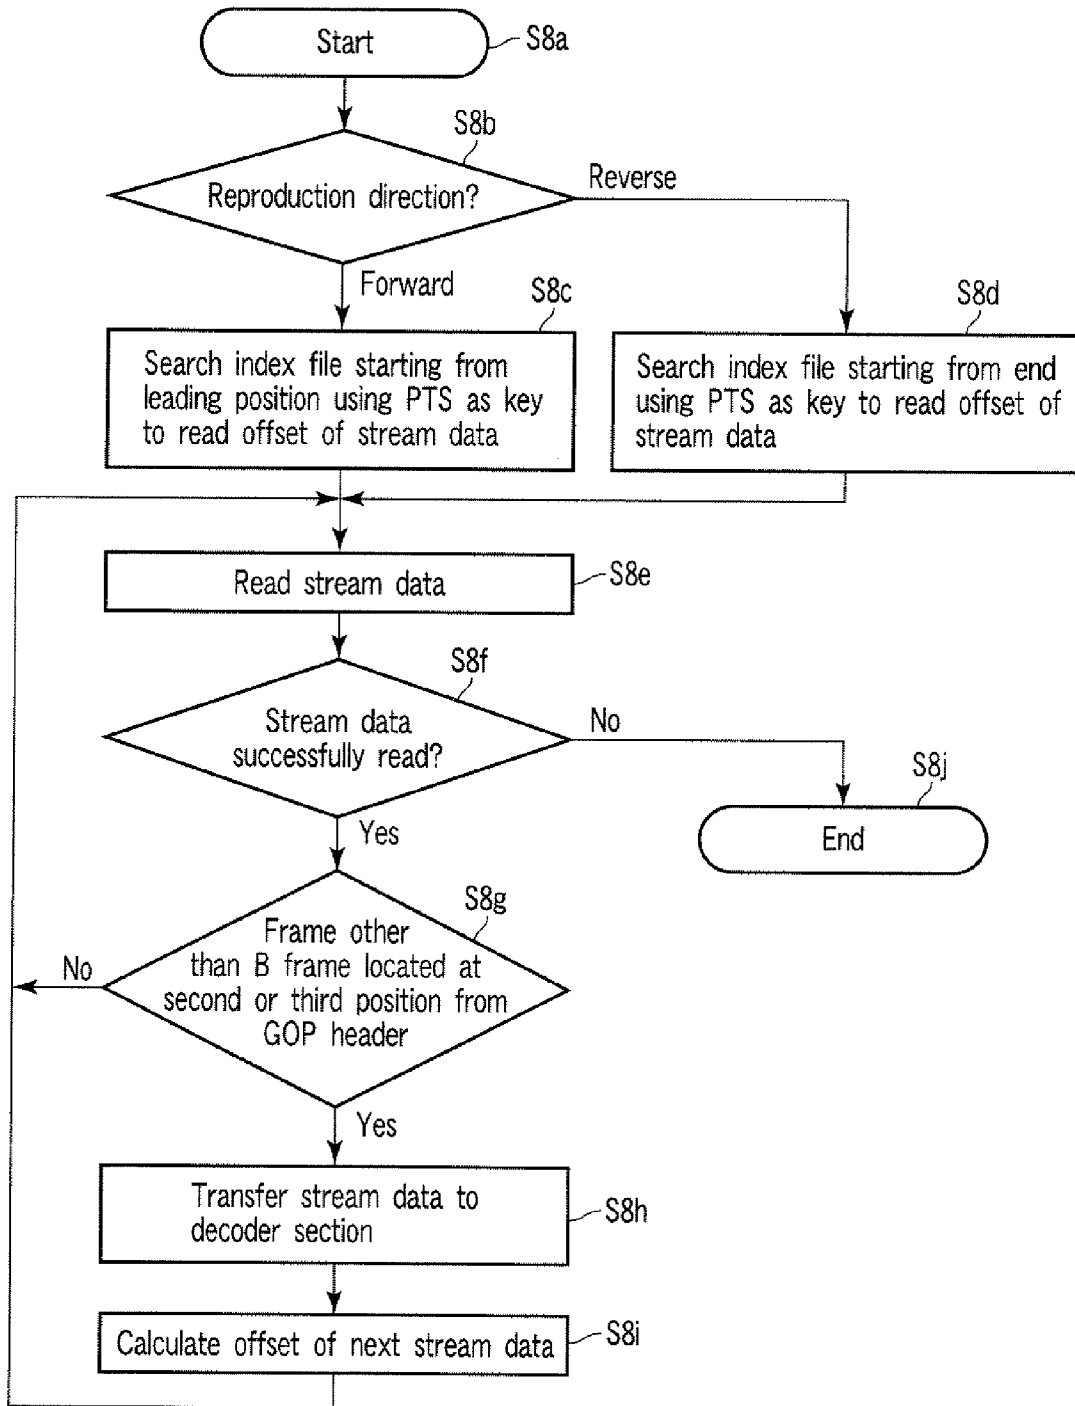 Start
S8a
S8b
Reproduction direction?
Reverse
Forward
S8c
S8d
Search index file starting from
leading position using PTS as key
to read offset of stream data
Search index file starting from end
using PTS as key to read offset of
stream data
Read stream data
S8e
S8f
Stream data
successfully read?
No
S8j
End
Yes
S8g
Frame other
than B frame located at
second or third position from
GOP header
No
Yes
Transfer stream data to
decoder section
S8h
Calculate offset of next stream data
S8i